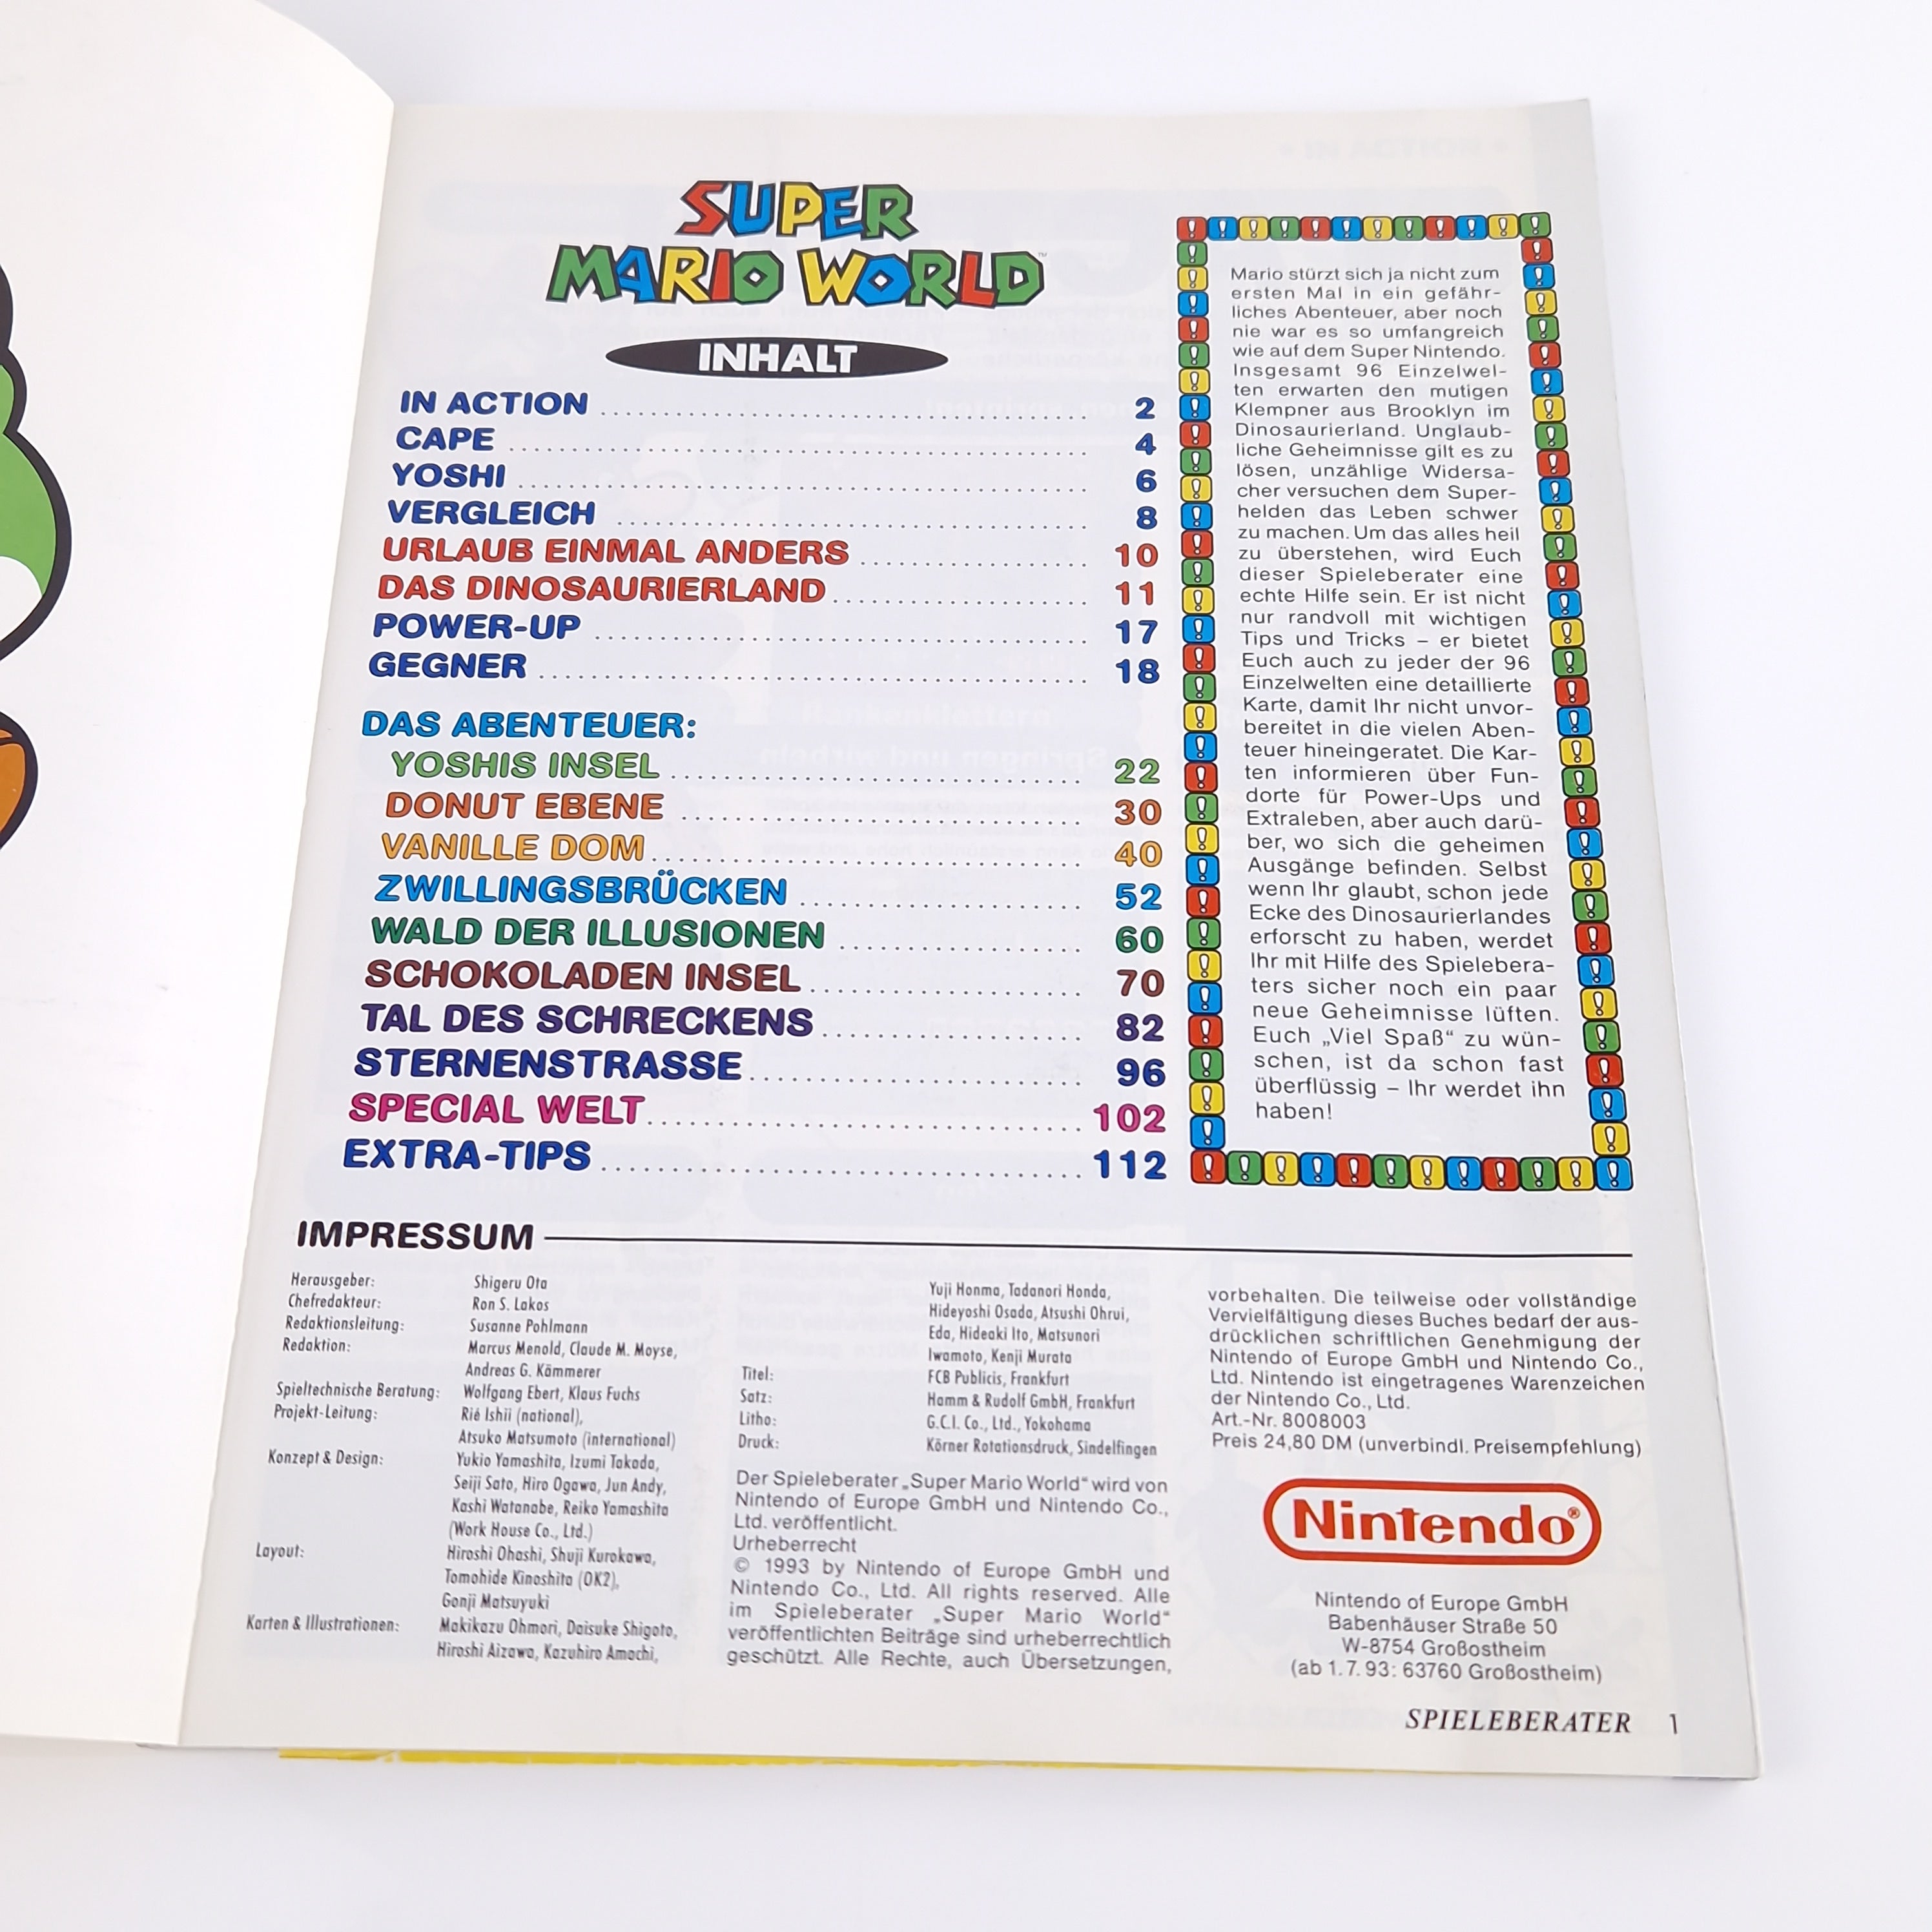 SUPER
MARIO WORLD™
INHALT
IN ACTION 2
CAPE 4
YOSHI 6
VERGLEICH 8
URLAUB EINMAL ANDERS 10
DAS DINOSAURIERLAND 11
POWER-UP 17
GEGNER 18
DAS ABENTEUER:
YOSHIS INSEL 22
DONUT EBENE 30
VANILLE DOM 40
ZWILLINGSBRÜCKEN 52
WALD DER ILLUSIONEN 60
SCHOKOLADEN INSEL 70
TAL DES SCHRECKENS 82
STERNENSTRASSE 96
SPECIAL WELT 102
EXTRA-TIPS 112
Mario stürzt sich ja nicht zum
ersten Mal in ein gefähr-
liches Abenteuer, aber noch
nie war es so umfangreich
wie auf dem Super Nintendo.
Insgesamt 96 Einzelwel-
ten erwarten den mutigen
Klempner aus Brooklyn im
Dinosaurierland. Unglaub-
liche Geheimnisse gilt es zu
lösen, unzählige Widersa-
cher versuchen dem Super-
helden das Leben schwer
zu machen. Um das alles heil
zu überstehen, wird Euch
dieser Spieleberater eine
echte Hilfe sein. Er ist nicht
nur randvoll mit wichtigen
Tips und Tricks – er bietet
Euch auch zu jeder der 96
Einzelwelten eine detaillierte
Karte, damit Ihr nicht unvor-
bereitet in die vielen Aben-
teuer hineingeratet. Die Kar-
ten informieren über Fun-
dorte für Power-Ups und
Extraleben, aber auch darü-
ber, wo sich die geheimen
Ausgänge befinden. Selbst
wenn Ihr glaubt, schon jede
Ecke des Dinosaurierlandes
erforscht zu haben, werdet
Ihr mit Hilfe des Spielebera-
ters sicher noch ein paar
neue Geheimnisse lüften.
Euch „Viel Spaß“ zu wün-
schen, ist da schon fast
überflüssig – Ihr werdet ihn
haben!
IMPRESSUM
Herausgeber: Shigeru Ota
Chefredakteur: Ron S. Lakos
Redaktionsleitung: Susanne Pohlmann
Redaktion: Marcus Menold, Claude M. Moyse,
Andreas G. Kämmerer
Spieltechnische Beratung: Wolfgang Ebert, Klaus Fuchs
Projekt-Leitung: Rié Ishii (national),
Atsuko Matsumoto (international)
Konzept & Design: Yukio Yamashita, Izumi Takada,
Seiji Sato, Hiro Ogawa, Jun Andy,
Kashi Watanabe, Reiko Yamashita
(Work House Co., Ltd.)
Layout: Hiroshi Ohashi, Shuji Kurokawa,
Tomohide Kinoshita (OK2),
Gonji Matsuyuki
Karten & Illustrationen: Makikazu Ohmori, Daisuke Shigoto,
Hiroshi Aizawa, Kazuhiro Amachi,
Yuji Honma, Tadanori Honda,
Hideyoshi Osada, Atsushi Ohrui,
Eda, Hideaki Ito, Matsunori
Iwamoto, Kenji Murata
Titel: FCB Publicis, Frankfurt
Satz: Hamm & Rudolf GmbH, Frankfurt
Litho: G.C.I. Co., Ltd., Yokohama
Druck: Körner Rotationsdruck, Sindelfingen
Der Spieleberater „Super Mario World“ wird von
Nintendo of Europe GmbH und Nintendo Co.,
Ltd. veröffentlicht.
Urheberrecht
© 1993 by Nintendo of Europe GmbH und
Nintendo Co., Ltd. All rights reserved. Alle
im Spieleberater „Super Mario World“
veröffentlichten Beiträge sind urheberrechtlich
geschützt. Alle Rechte, auch Übersetzungen,
vorbehalten. Die teilweise oder vollständige
Vervielfältigung dieses Buches bedarf der aus-
drücklichen schriftlichen Genehmigung der
Nintendo of Europe GmbH und Nintendo Co.,
Ltd. Nintendo ist eingetragenes Warenzeichen
der Nintendo Co., Ltd.
Art.-Nr. 8008003
Preis 24,80 DM (unverbindl. Preisempfehlung)
Nintendo®
Nintendo of Europe GmbH
Babenhäuser Straße 50
W-8754 Großostheim
(ab 1.7.93: 63760 Großostheim)
SPIELEBERATER 1